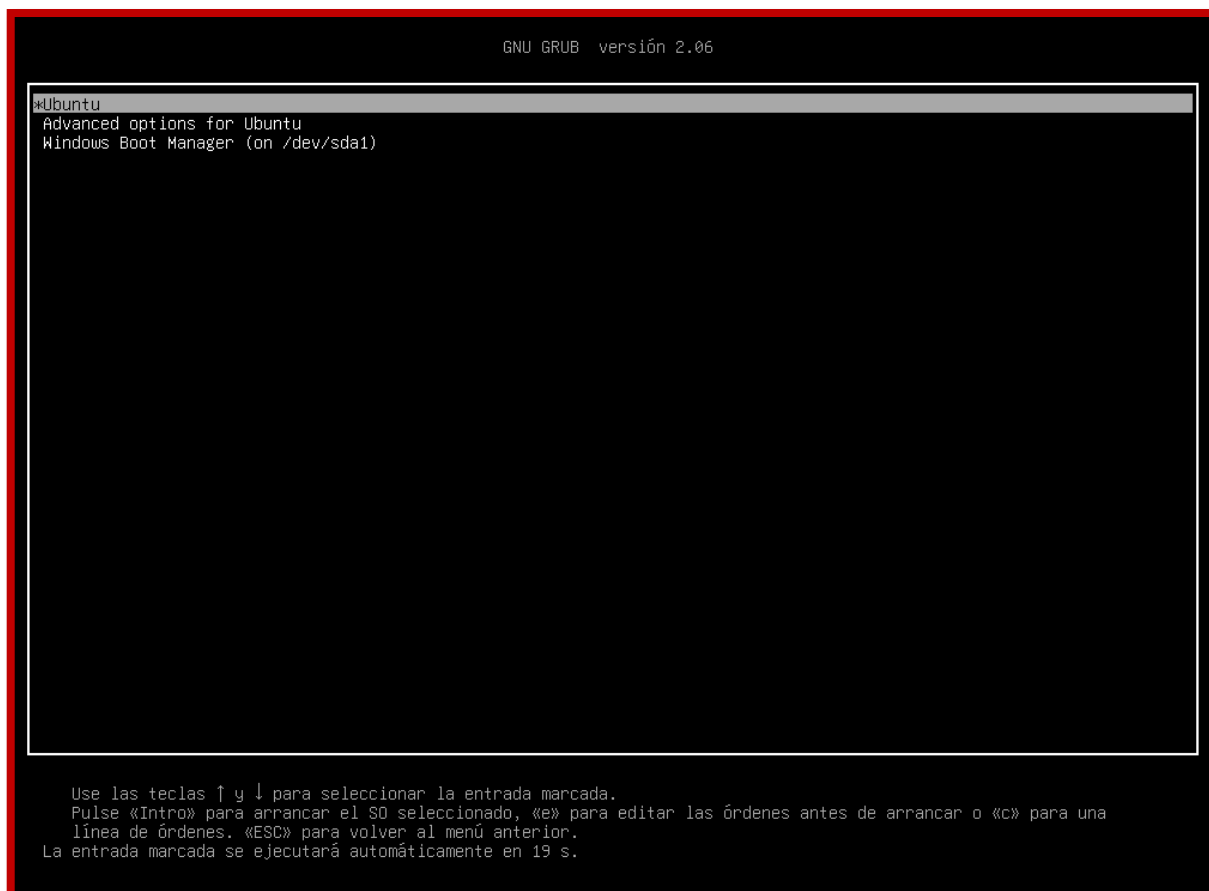 GNU GRUB versión 2.06
*Ubuntu
Advanced options for Ubuntu
Windows Boot Manager (on /dev/sda1)
Use las teclas ↑ y ↓ para seleccionar la entrada marcada.
Pulse «Intro» para arrancar el SO seleccionado, «e» para editar las órdenes antes de arrancar o «c» para una
línea de órdenes. «ESC» para volver al menú anterior.
La entrada marcada se ejecutará automáticamente en 19 s.